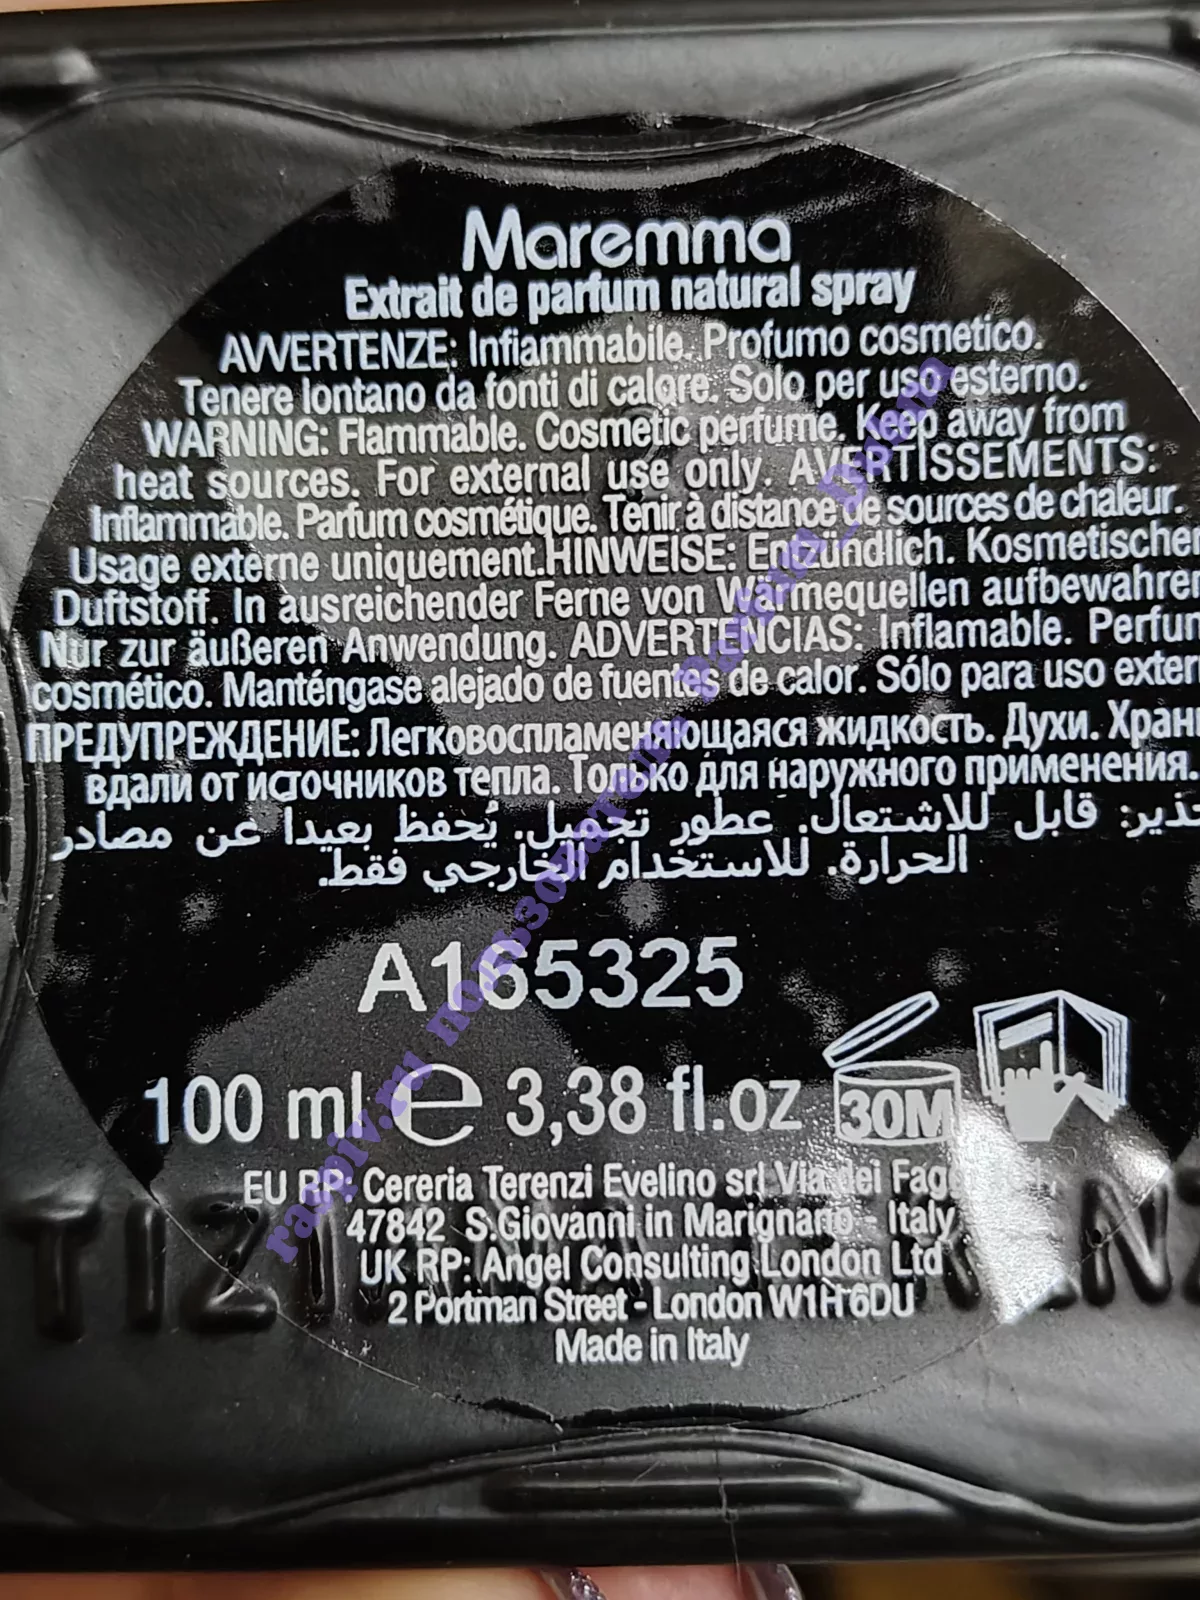 Maremma
Extrait de parfum natural spray
AVVERTENZE: Infiammabile. Profumo cosmetico.
Tenere lontano da fonti di calore. Solo per uso esterno.
WARNING: Flammable. Cosmetic perfume. Keep away from
heat sources. For external use only. AVERTISSEMENTS:
Inflammable. Parfum cosmétique. Tenir à distance de sources de chaleur.
Usage externe uniquement.HINWEISE: Entzündlich. Kosmetischer
Duftstoff. In ausreichender Ferne von Wärmequellen aufbewahren
Nur zur äußeren Anwendung. ADVERTENCIAS: Inflamable. Perfum
cosmético. Manténgase alejado de fuentes de calor. Sólo para uso extern
ПРЕДУПРЕЖДЕНИЕ: Легковоспламеняющаяся жидкость. Духи. Храни
вдали от источников тепла. Только для наружного применения.
ذير: قابل للاشتعال. عطور تجميل. يُحفظ بعيدا عن مصادر
الحرارة. للاستخدام الخارجي فقط.
A165325
100 ml e 3,38 fl.oz
30M
EU RP: Cereria Terenzi Evelino srl Via dei
47842 S.Giovanni in Marignano - Italy
UK RP: Angel Consulting London Ltd
2 Portman Street - London W1H 6DU
Made in Italy
raspiv.ru пользователь